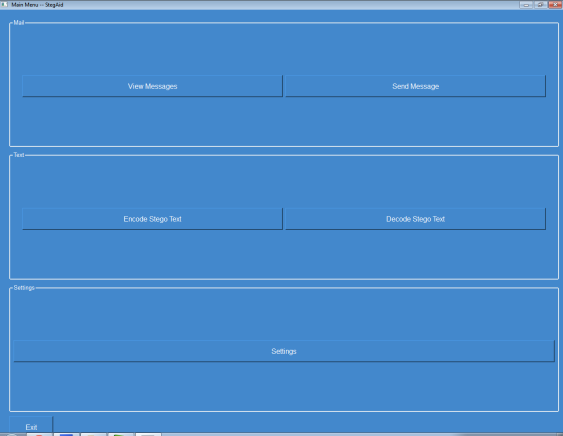 Main Menu -- StegAid
Mail
View Messages
Send Message
Text
Encode Stego Text
Decode Stego Text
Settings
Settings
Exit